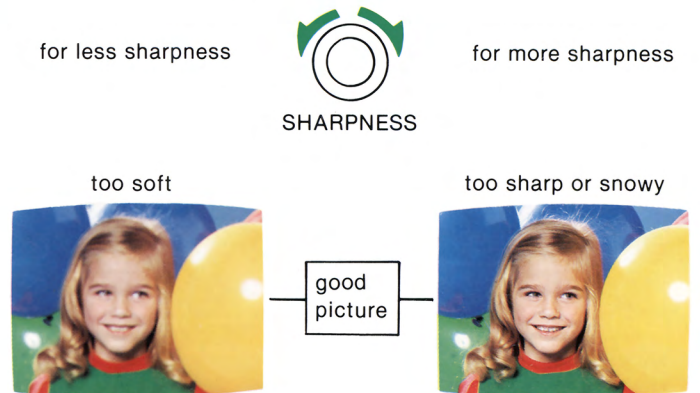 for less sharpness
for more sharpness
SHARPNESS
too soft
too sharp or snowy
good
picture